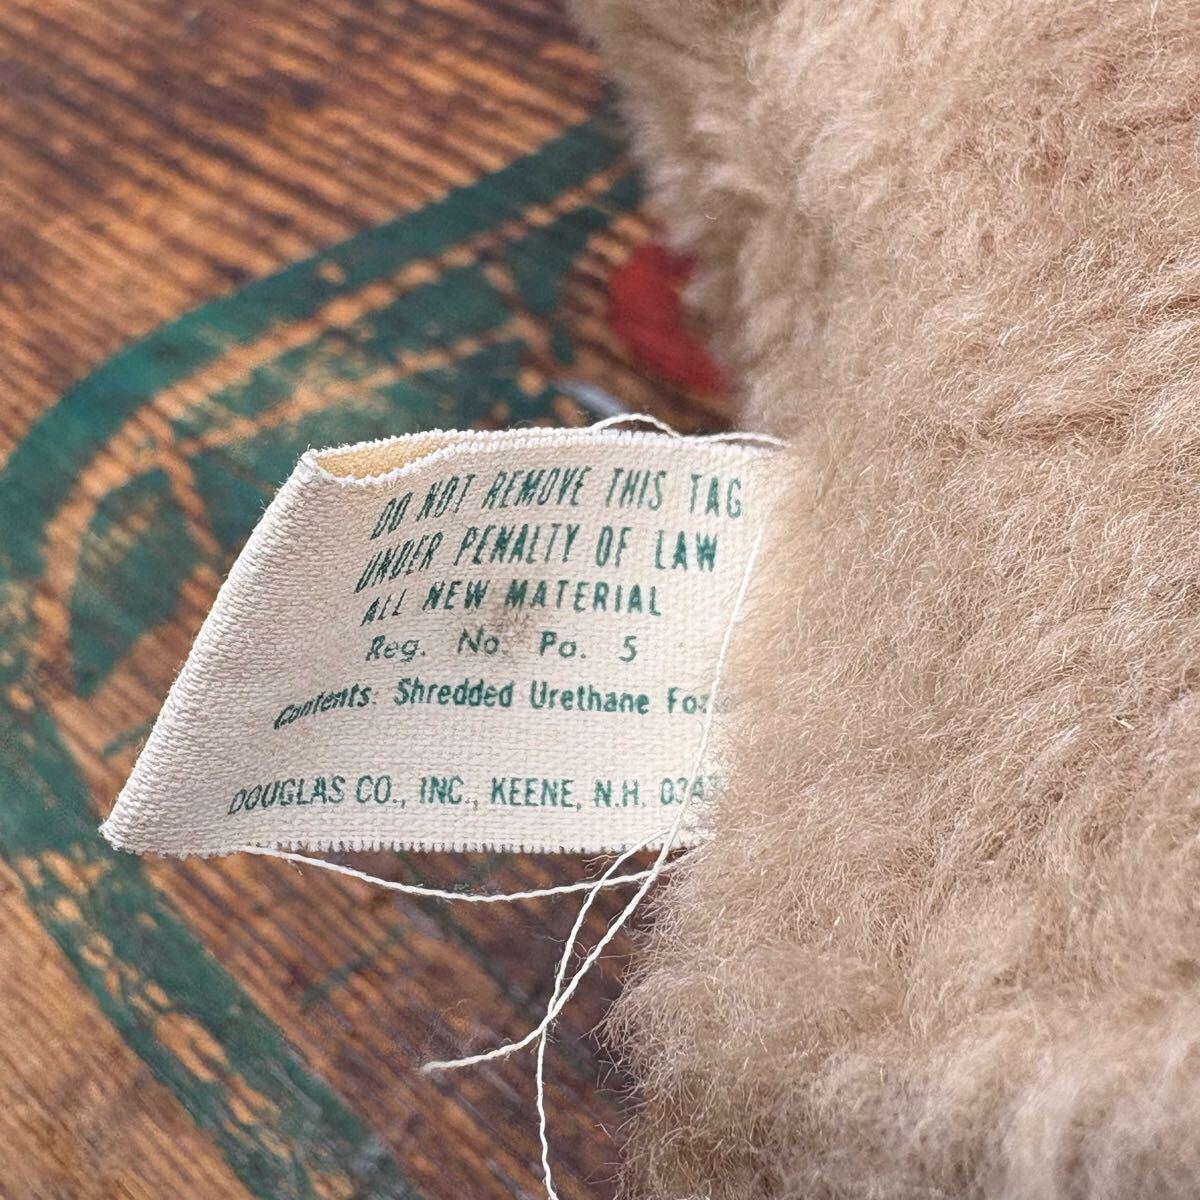 DO NOT REMOVE THIS TAG
UNDER PENALTY OF LAW
ALL NEW MATERIAL
Reg. No. Pa. 5
Contents: Shredded Urethane
DOUGLAS CO., INC., KEENE, N.H.